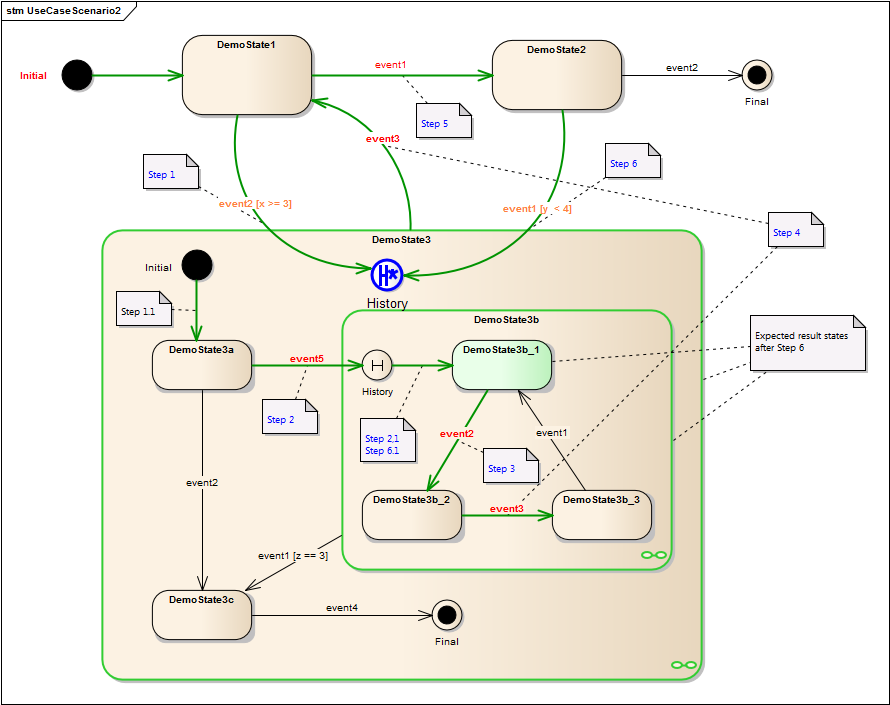 stm UseCaseScenario2
Initial
DemoState1
event1
DemoState2
event2
Final
Step 5
event3
Step 1
Step 6
event2 [x >= 3]
event1 [y < 4]
Step 4
DemoState3
Initial
History
Step 1.1
DemoState3b
Expected result states
after Step 6
DemoState3a
event5
History
DemoState3b_1
Step 2
Step 2,1
Step 6.1
event2
event1
Step 3
event2
DemoState3b_2
event3
DemoState3b_3
event1 [z == 3]
DemoState3c
event4
Final